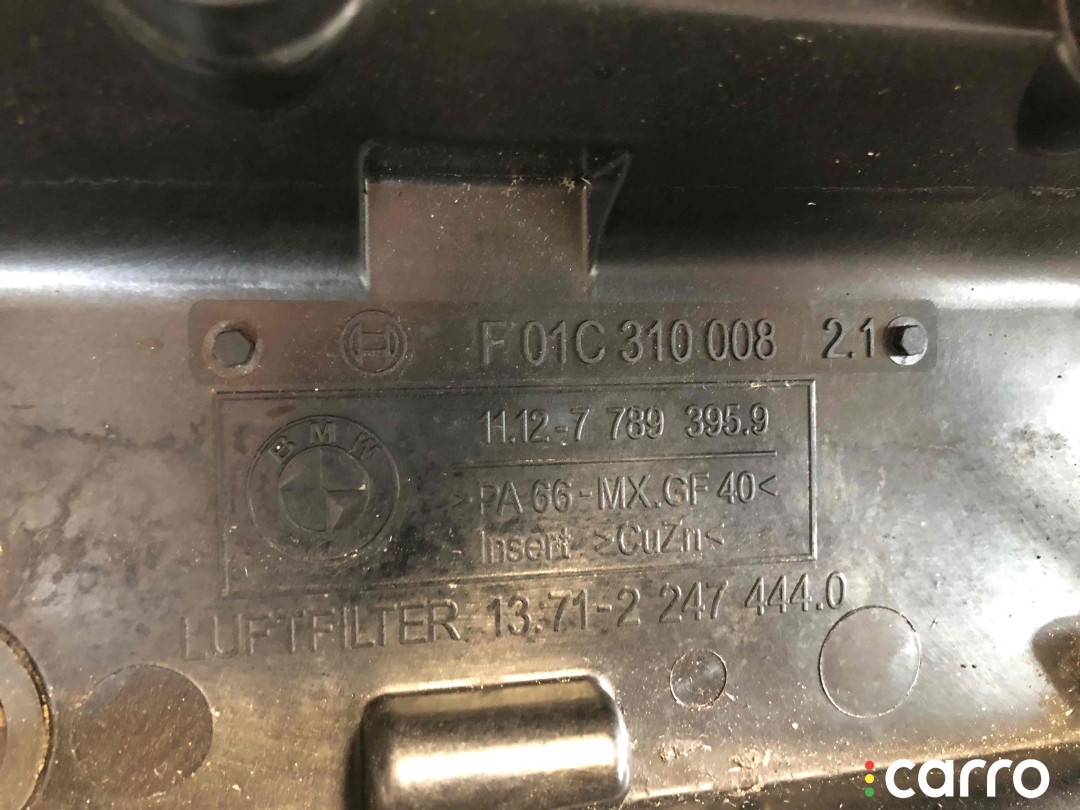 F 01C 310 008 2.1
BMW
11.12-7 789 395.9
>PA 66-MX.GF 40<
Insert >CuZn<
LUFTFILTER 13.71-2 247 444.0
carro